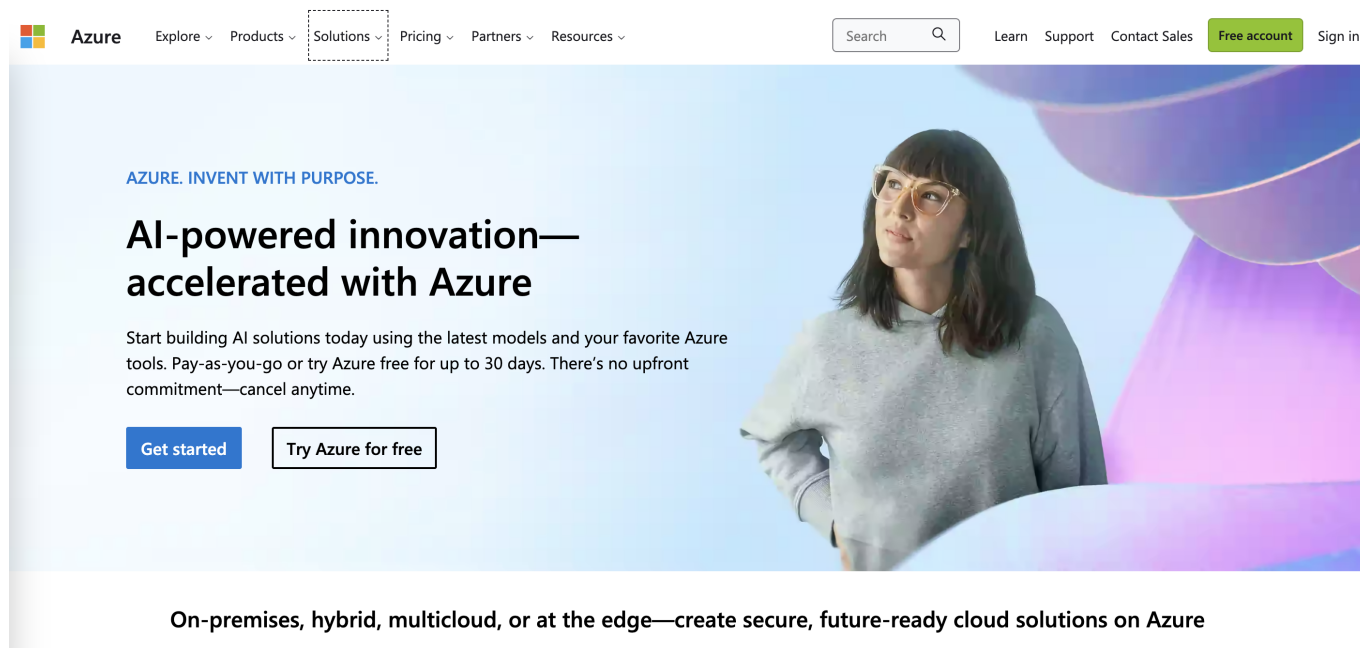 Azure Explore Products Solutions Pricing Partners Resources Search Learn Support Contact Sales Free account Sign in
AZURE. INVENT WITH PURPOSE.
AI-powered innovation—
accelerated with Azure
Start building AI solutions today using the latest models and your favorite Azure
tools. Pay-as-you-go or try Azure free for up to 30 days. There’s no upfront
commitment—cancel anytime.
Get started Try Azure for free
On-premises, hybrid, multicloud, or at the edge—create secure, future-ready cloud solutions on Azure